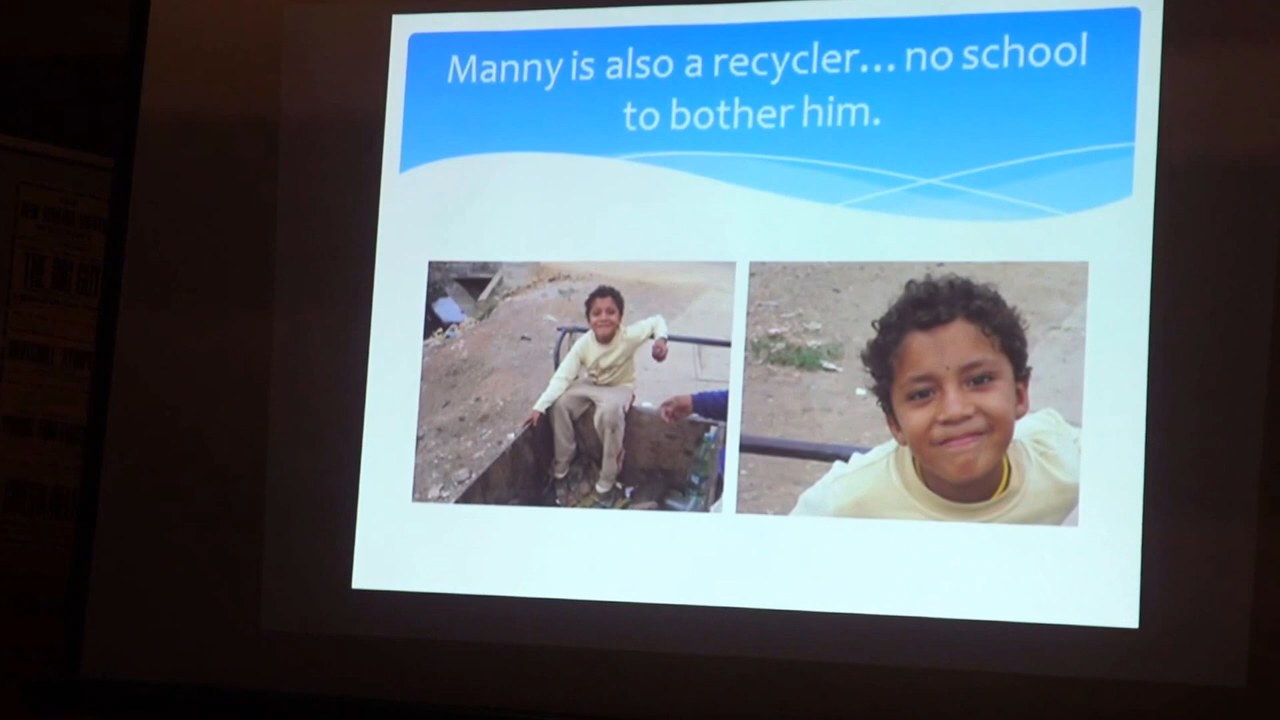 Manny is also a recycler... no school
to bother him.